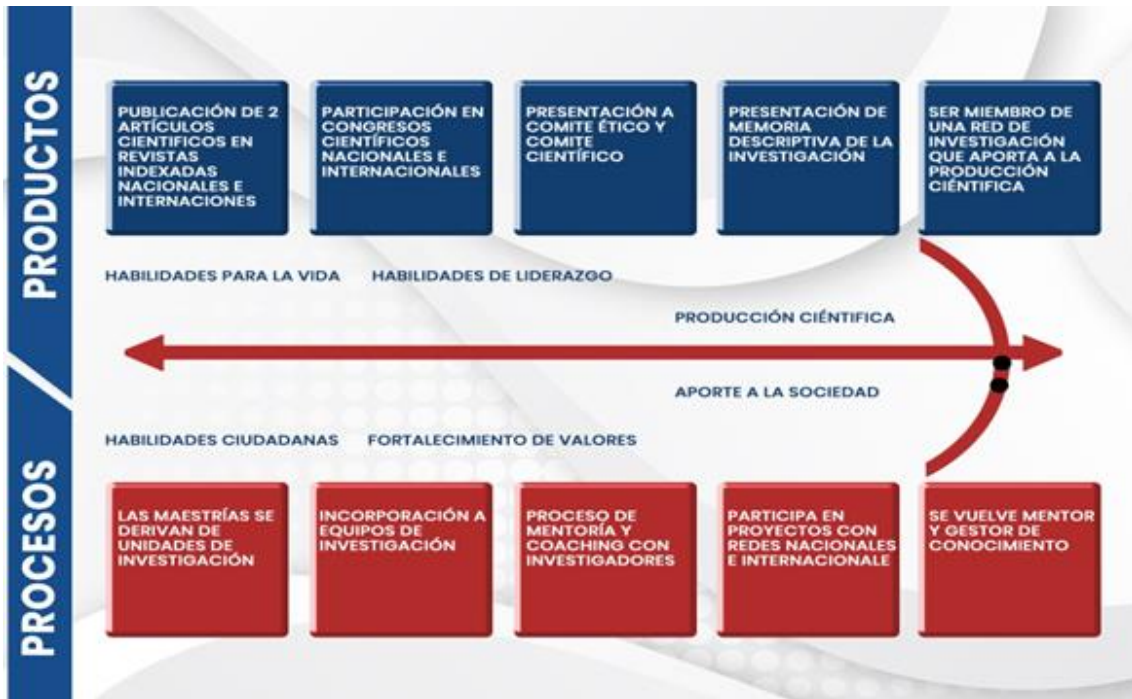 PRODUCTOS
PUBLICACIÓN DE 2
ARTÍCULOS
CIENTIFICOS EN
REVISTAS
INDEXADAS
NACIONALES E
INTERNACIONES
PARTICIPACIÓN EN
CONGRESOS
CIENTÍFICOS
NACIONALES E
INTERNACIONALES
PRESENTACIÓN A
COMITE ÉTICO Y
COMITE
CIENTÍFICO
PRESENTACIÓN DE
MEMORIA
DESCRIPTIVA DE LA
INVESTIGACIÓN
SER MIEMBRO DE
UNA RED DE
INVESTIGACIÓN
QUE APORTA A LA
PRODUCCIÓN
CIÉNTIFICA
HABILIDADES PARA LA VIDA
HABILIDADES DE LIDERAZGO
PRODUCCIÓN CIÉNTIFICA
APORTE A LA SOCIEDAD
HABILIDADES CIUDADANAS
FORTALECIMIENTO DE VALORES
PROCESOS
LAS MAESTRÍAS SE
DERIVAN DE
UNIDADES DE
INVESTIGACIÓN
INCORPORACIÓN A
EQUIPOS DE
INVESTIGACIÓN
PROCESO DE
MENTORÍA Y
COACHING CON
INVESTIGADORES
PARTICIPA EN
PROYECTOS CON
REDES NACIONALES
E INTERNACIONALE
SE VUELVE MENTOR
Y GESTOR DE
CONOCIMIENTO